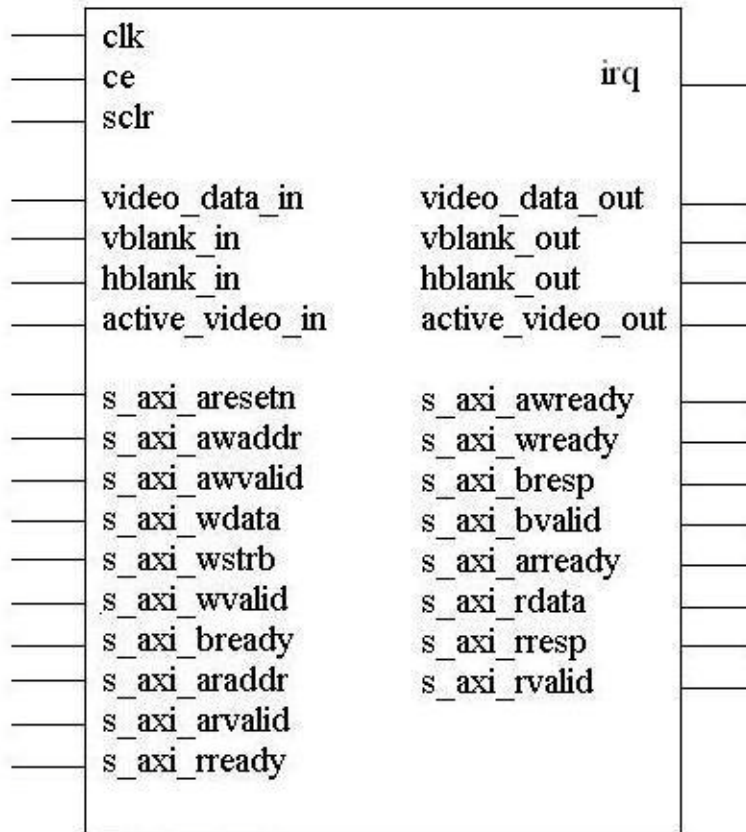 clk
ce
sclr
irq
video_data_in
vblank_in
hblank_in
active_video_in
video_data_out
vblank_out
hblank_out
active_video_out
s_axi_aresetn
s_axi_awaddr
s_axi_awvalid
s_axi_wdata
s_axi_wstrb
s_axi_wvalid
s_axi_bready
s_axi_araddr
s_axi_arvalid
s_axi_rready
s_axi_awready
s_axi_wready
s_axi_bresp
s_axi_bvalid
s_axi_arready
s_axi_rdata
s_axi_rresp
s_axi_rvalid